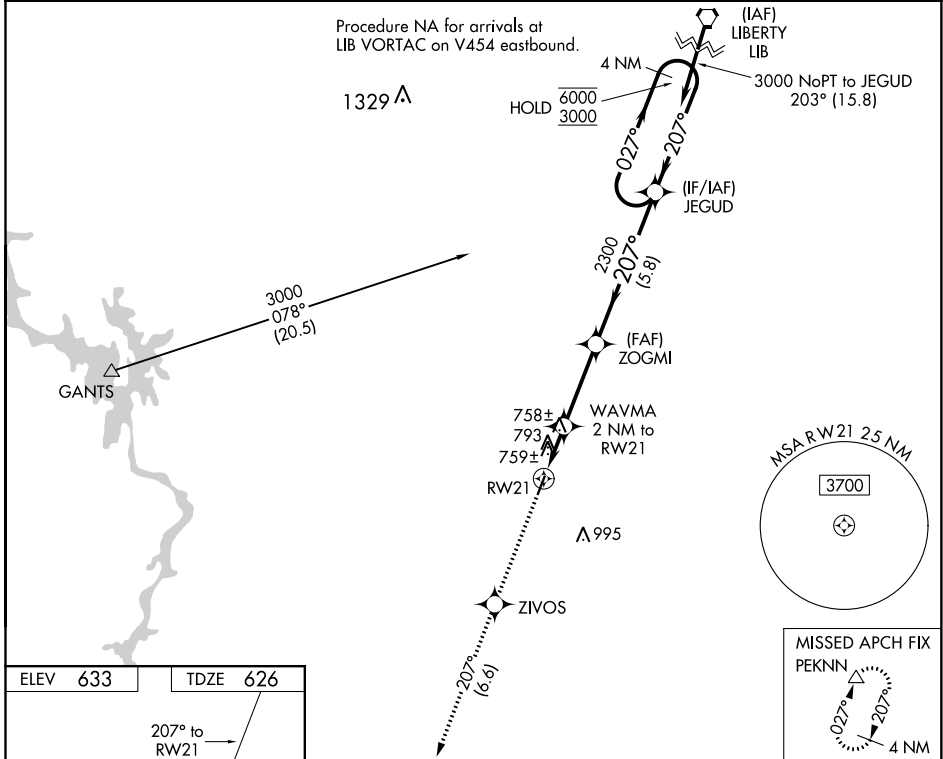 Procedure NA for arrivals at
LIB VORTAC on V454 eastbound.
(IAF)
LIBERTY
LIB
4 NM
3000 NoPT to JEGUD
203° (15.8)
HOLD
6000
3000
1329
027°
207°
(IF/IAF)
JEGUD
2300
207°
(5.8)
3000
078°
(20.5)
GANTS
(FAF)
ZOGMI
758±
793
759±
WAVMA
2 NM to
RW21
RW21
995
MSA RW21 25 NM
3700
ZIVOS
207°
(6.6)
ELEV 633
TDZE 626
207° to
RW21
MISSED APCH FIX
PEKNN
027°
207°
4 NM